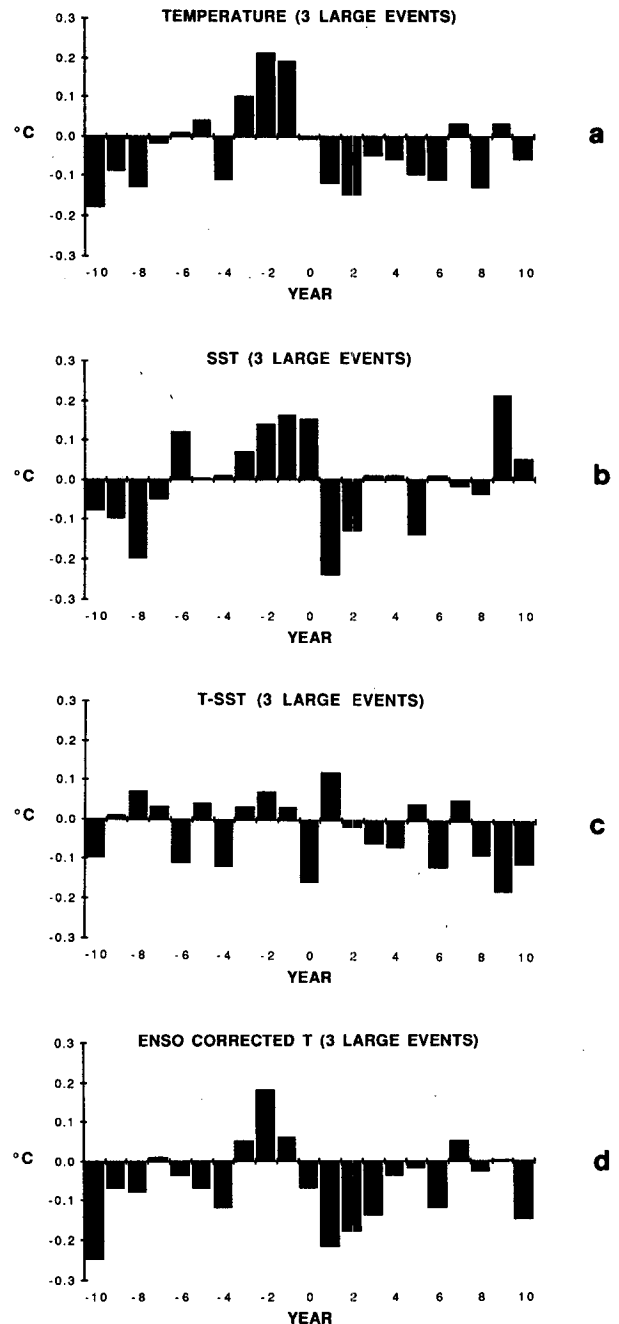 TEMPERATURE (3 LARGE EVENTS)
0.3
0.2
0.1
°C 0.0 a
-0.1
-0.2
-0.3
-10 -8 -6 -4 -2 0 2 4 6 8 10
YEAR
SST (3 LARGE EVENTS)
0.3
0.2
0.1
°C 0.0 b
-0.1
-0.2
-0.3
-10 -8 -6 -4 -2 0 2 4 6 8 10
YEAR
T-SST (3 LARGE EVENTS)
0.3
0.2
0.1
°C 0.0 c
-0.1
-0.2
-0.3
-10 -8 -6 -4 -2 0 2 4 6 8 10
YEAR
ENSO CORRECTED T (3 LARGE EVENTS)
0.3
0.2
0.1
°C 0.0 d
-0.1
-0.2
-0.3
-10 -8 -6 -4 -2 0 2 4 6 8 10
YEAR